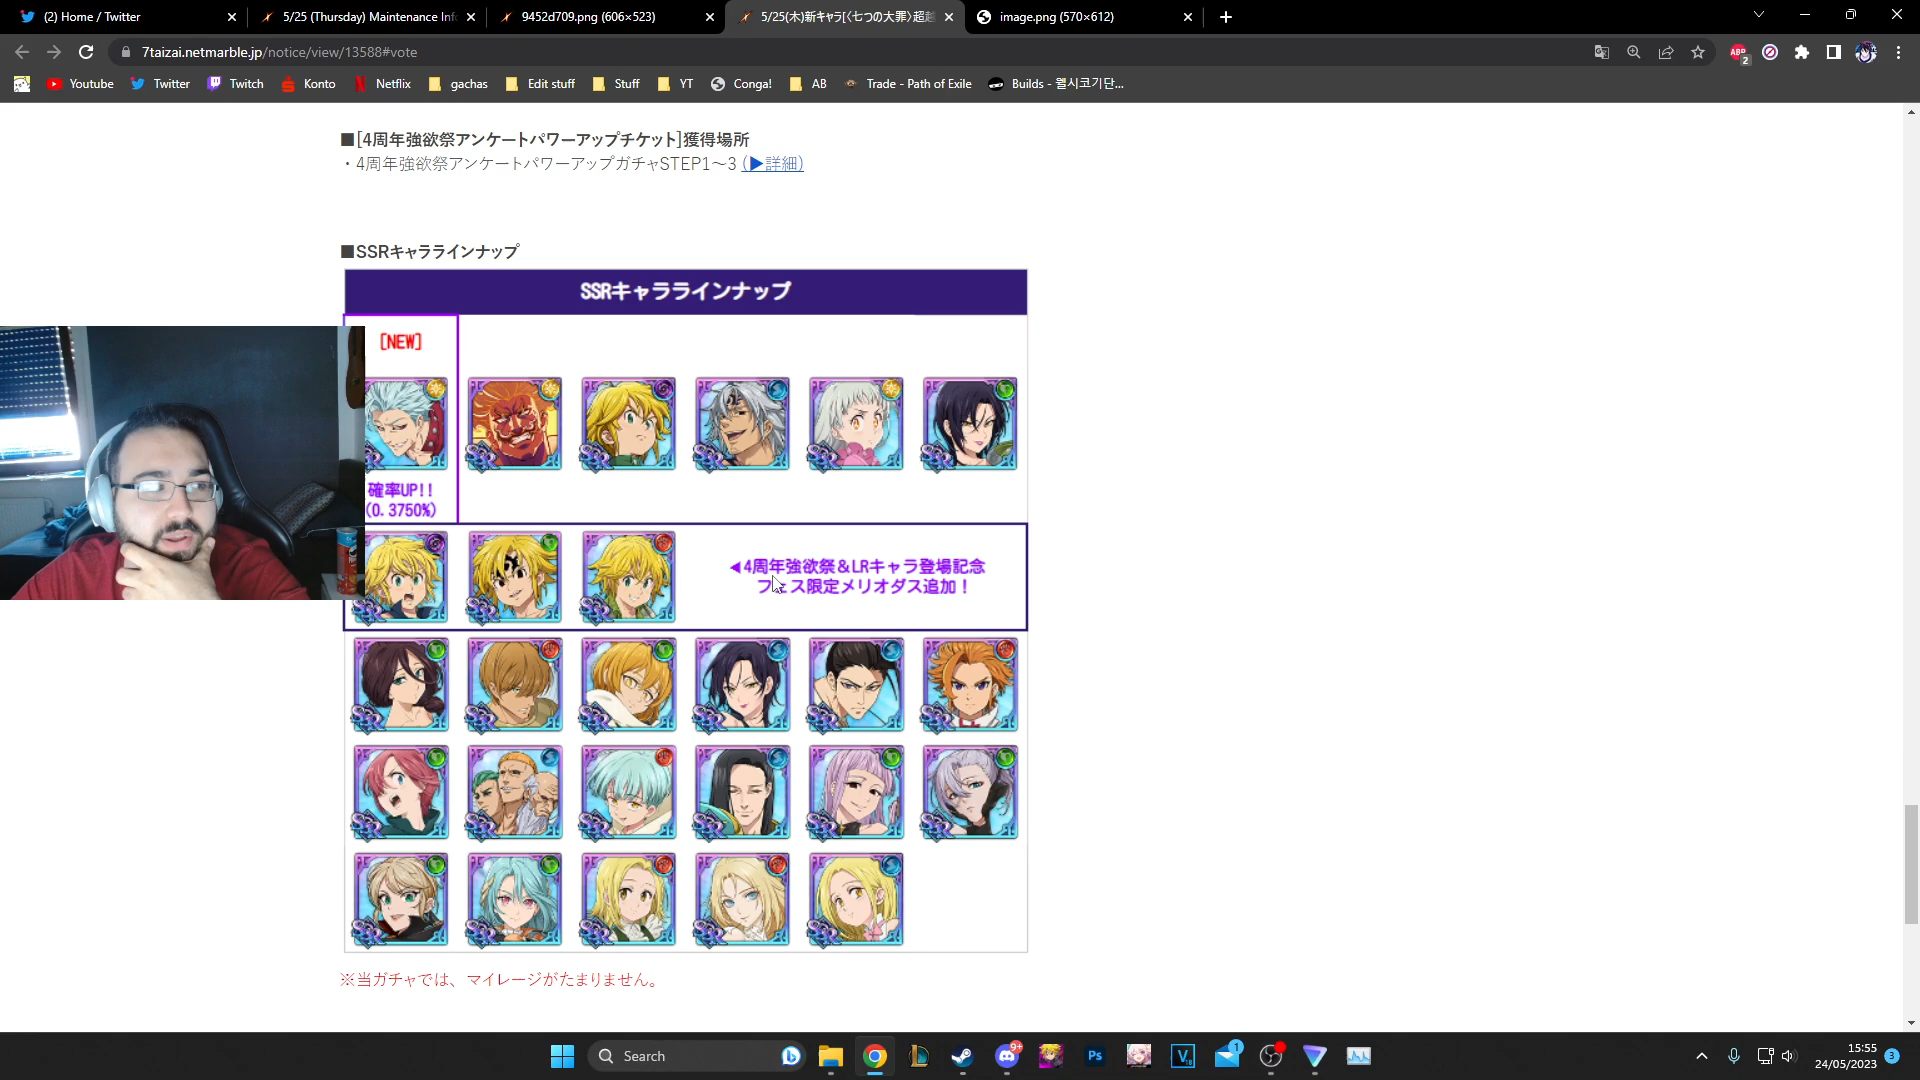 (2) Home / Twitter
5/25 (Thursday) Maintenance Info
9452d709.png (606×523)
5/25(木)新キャラ[〈七つの大罪〉超越
image.png (570×612)
7taizai.netmarble.jp/notice/view/13588#vote
ABP
2
Youtube
Twitter
Twitch
Konto
Netflix
gachas
Edit stuff
Stuff
YT
Conga!
AB
Trade - Path of Exile
Builds - 웰시코기단...
■[4周年強欲祭アンケートパワーアップチケット]獲得場所
・4周年強欲祭アンケートパワーアップガチャSTEP1～3 (▶詳細)
■SSRキャララインナップ
SSRキャララインナップ
[NEW]
確率UP!!
(0.3750%)
◀4周年強欲祭&LRキャラ登場記念
フェス限定メリオダス追加！
※当ガチャでは、マイレージがたまりません。
Search
9+
Ps
V
1
15:55
24/05/2023
3